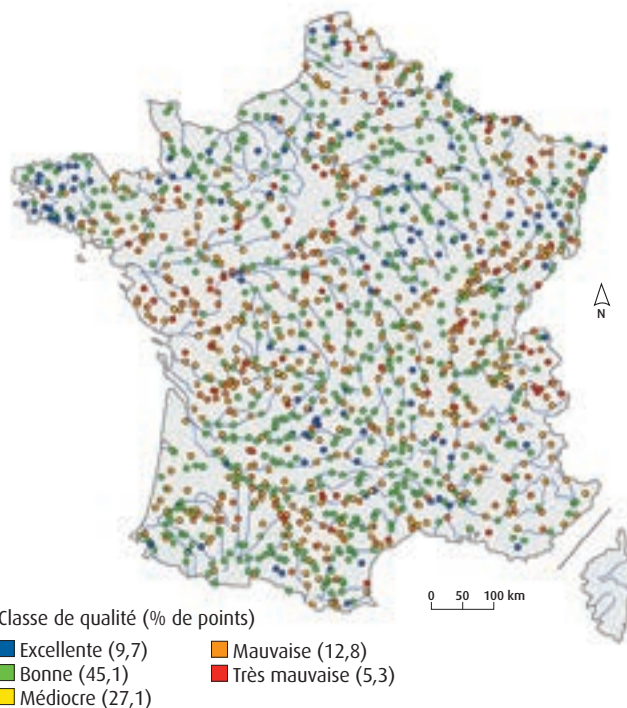 N
0 50 100 km
Classe de qualité (% de points)
Excellente (9,7)
Bonne (45,1)
Médiocre (27,1)
Mauvaise (12,8)
Très mauvaise (5,3)